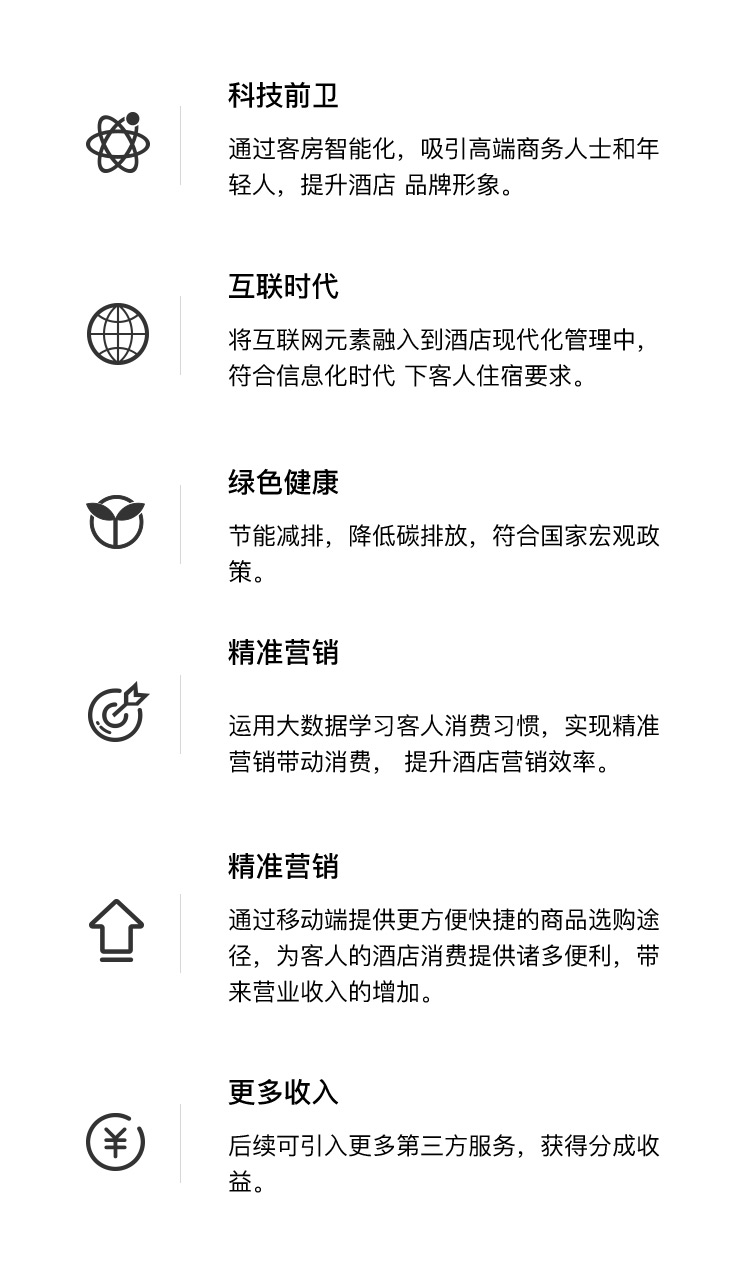 科技前卫
通过客房智能化，吸引高端商务人士和年
轻人，提升酒店 品牌形象。
互联时代
将互联网元素融入到酒店现代化管理中，
符合信息化时代 下客人住宿要求。
绿色健康
节能减排，降低碳排放，符合国家宏观政
策。
精准营销
运用大数据学习客人消费习惯，实现精准
营销带动消费， 提升酒店营销效率。
精准营销
通过移动端提供更方便快捷的商品选购途
径，为客人的酒店消费提供诸多便利，带
来营业收入的增加。
更多收入
后续可引入更多第三方服务，获得分成收
益。